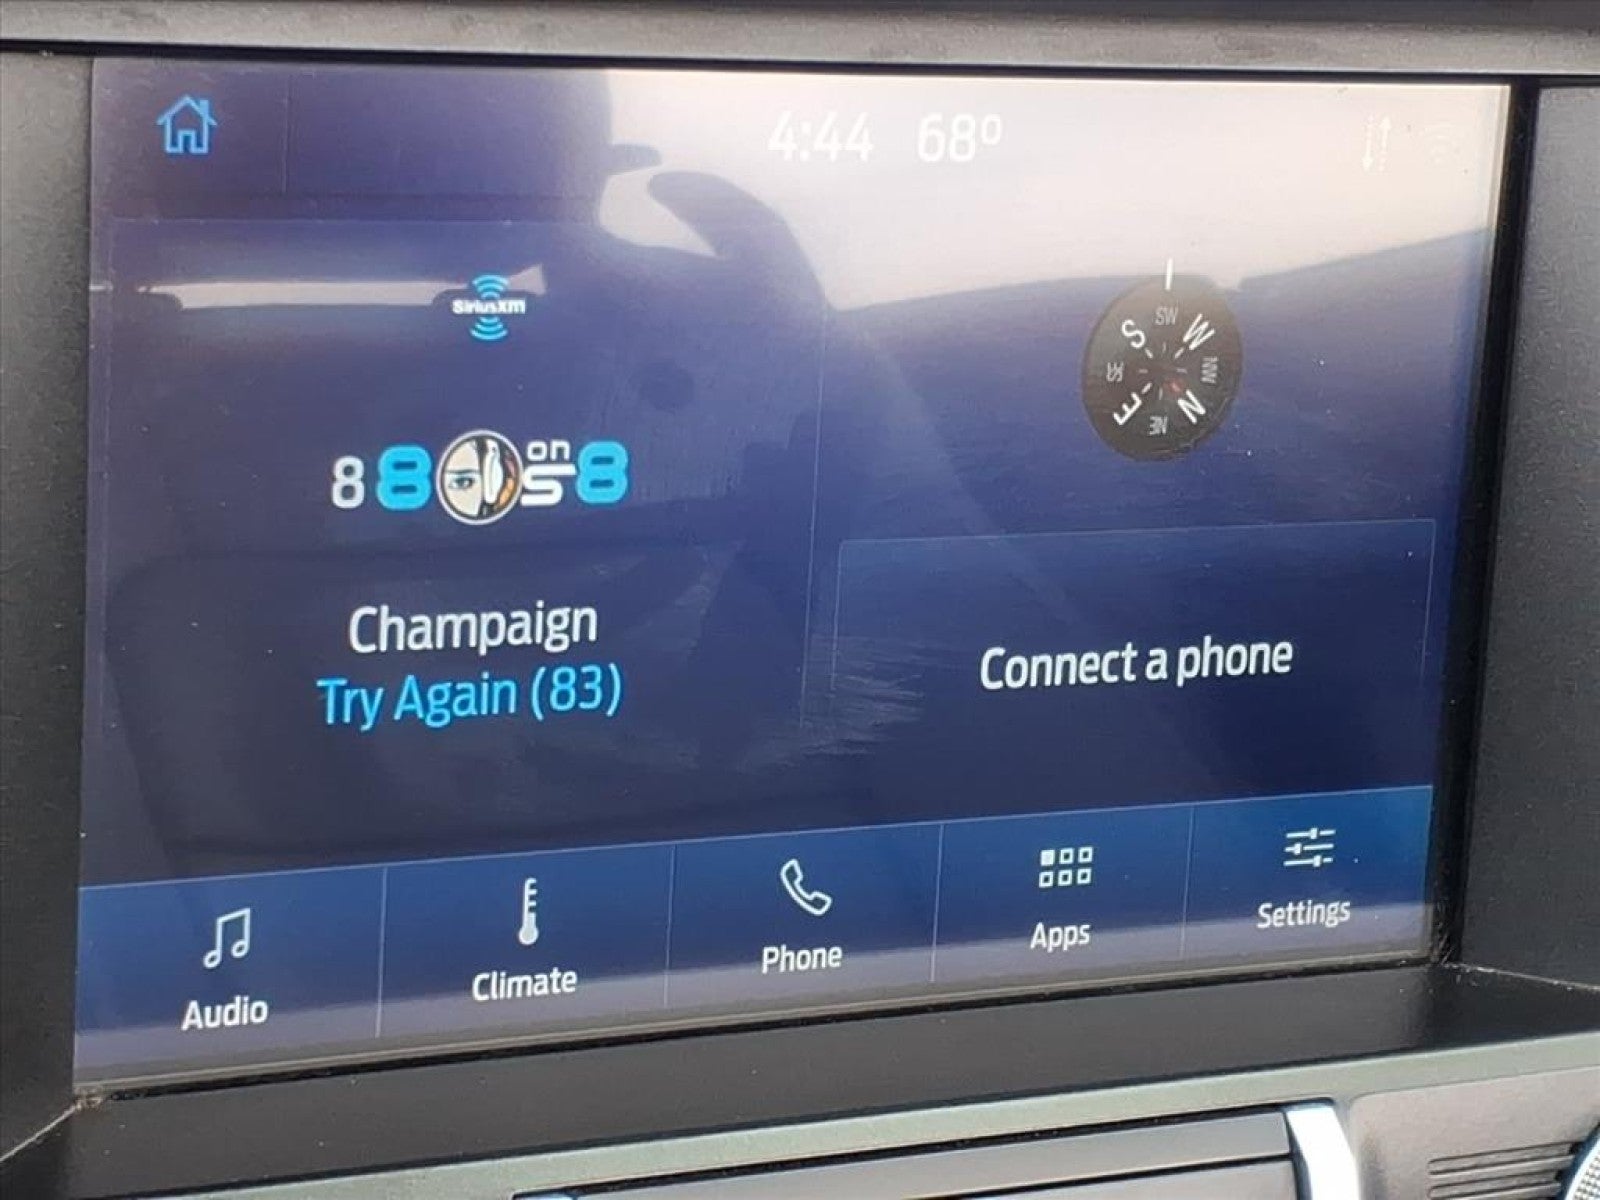 4:44 68°
SiriusXM
8 80s on 8
Champaign
Try Again (83)
SW
S W
SE NW
E N
NE
Connect a phone
Audio Climate Phone Apps Settings